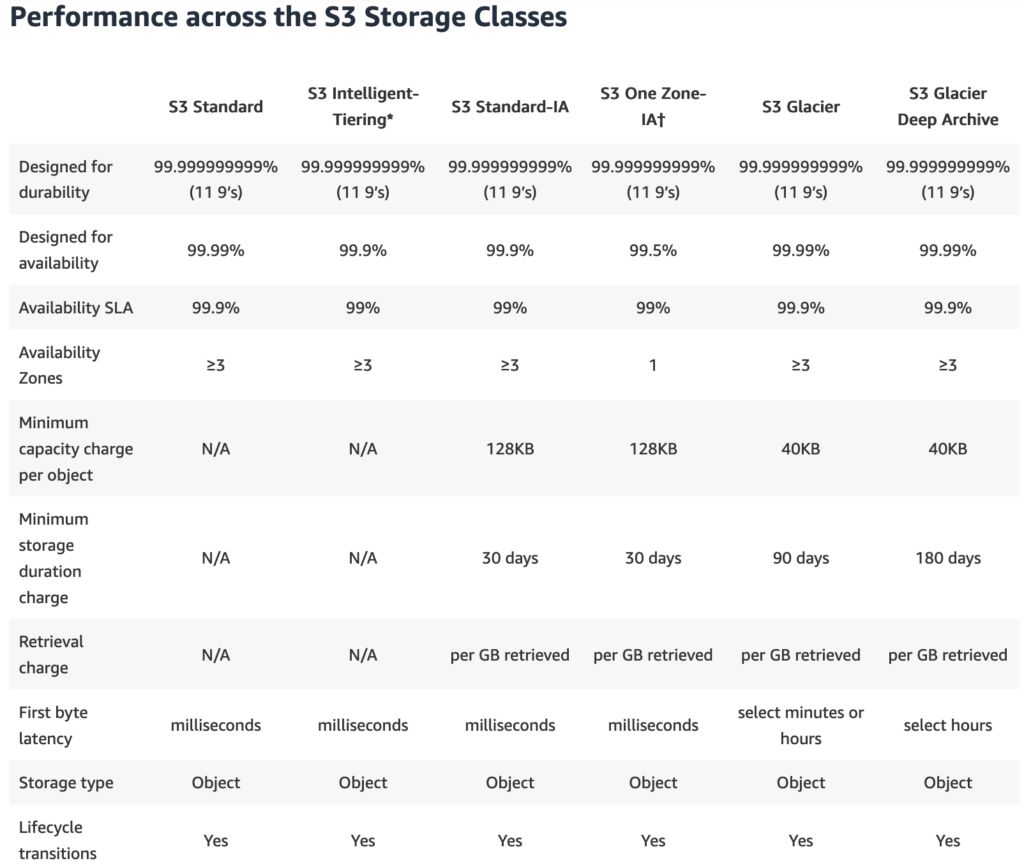 Performance across the S3 Storage Classes
S3 Standard
S3 Intelligent-
Tiering*
S3 Standard-IA
S3 One Zone-
IA†
S3 Glacier
S3 Glacier
Deep Archive
Designed for
durability
99.999999999%
(11 9’s)
99.999999999%
(11 9’s)
99.999999999%
(11 9’s)
99.999999999%
(11 9’s)
99.999999999%
(11 9’s)
99.999999999%
(11 9’s)
Designed for
availability
99.99%
99.9%
99.9%
99.5%
99.99%
99.99%
Availability SLA
99.9%
99%
99%
99%
99.9%
99.9%
Availability
Zones
≥3
≥3
≥3
1
≥3
≥3
Minimum
capacity charge
per object
N/A
N/A
128KB
128KB
40KB
40KB
Minimum
storage
duration
charge
N/A
N/A
30 days
30 days
90 days
180 days
Retrieval
charge
N/A
N/A
per GB retrieved
per GB retrieved
per GB retrieved
per GB retrieved
First byte
latency
milliseconds
milliseconds
milliseconds
milliseconds
select minutes or
hours
select hours
Storage type
Object
Object
Object
Object
Object
Object
Lifecycle
transitions
Yes
Yes
Yes
Yes
Yes
Yes